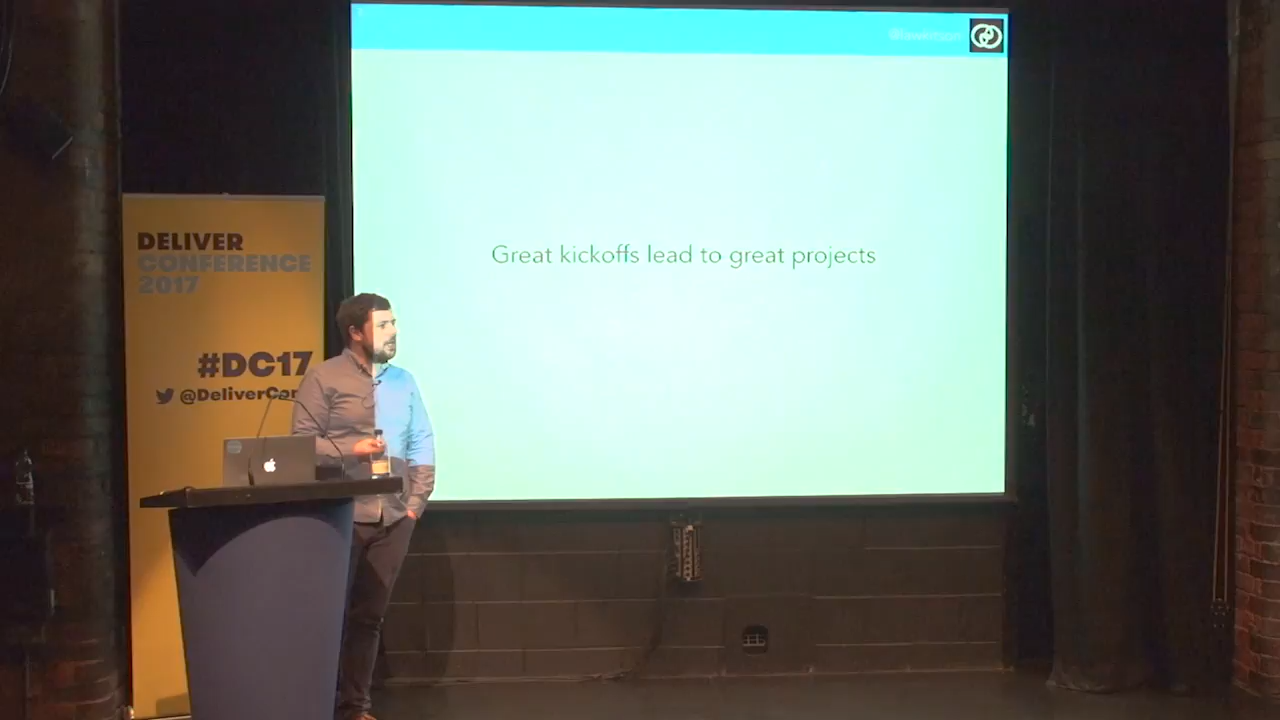 Great kickoffs lead to great projects
DELIVER
CONFERENCE
2017
#DC17
@DeliverCon